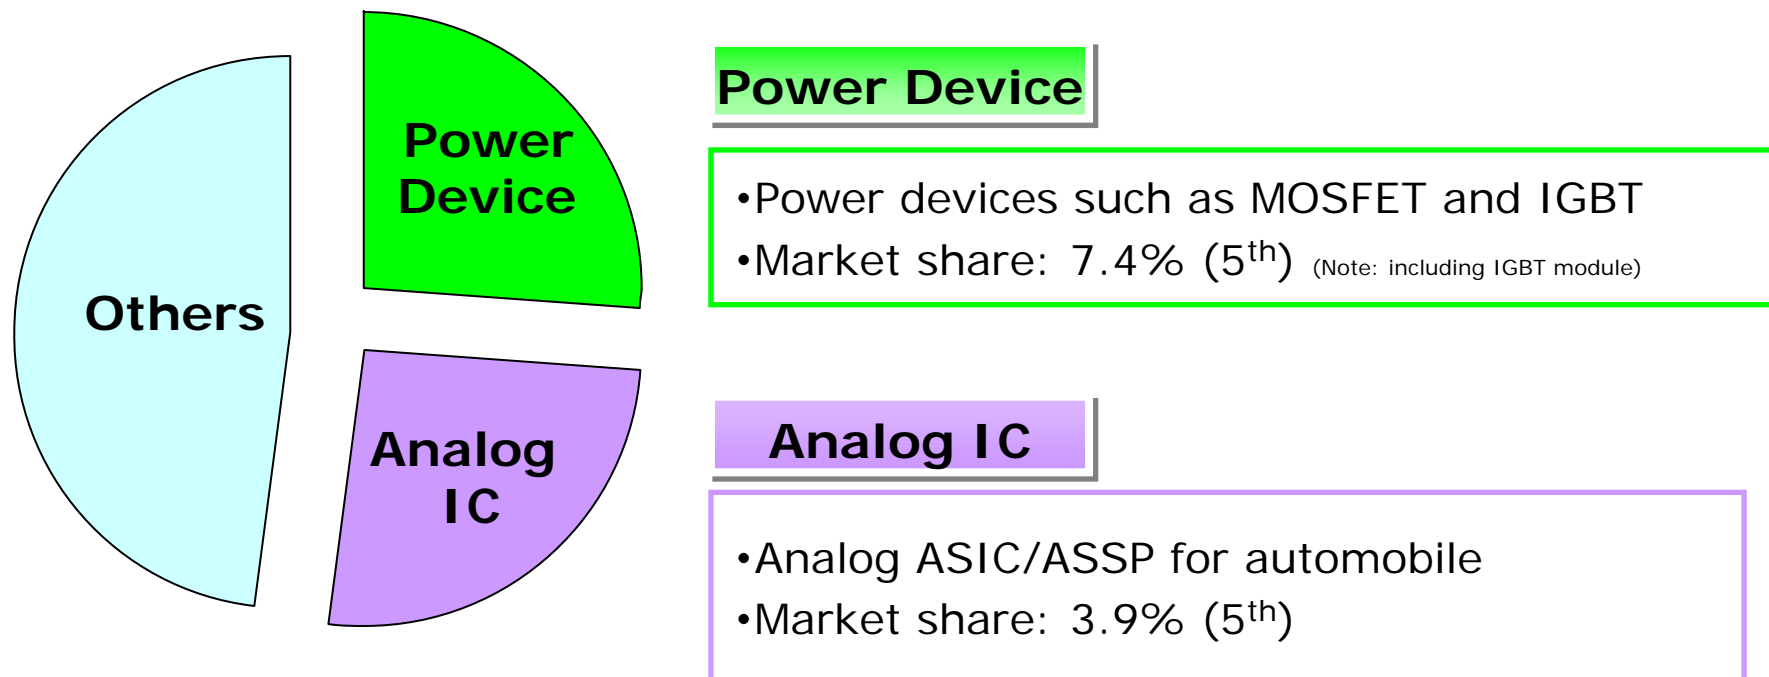 Power
Device
Others
Analog
IC
Power Device
•Power devices such as MOSFET and IGBT
•Market share: 7.4% (5th) (Note: including IGBT module)
Analog IC
•Analog ASIC/ASSP for automobile
•Market share: 3.9% (5th)